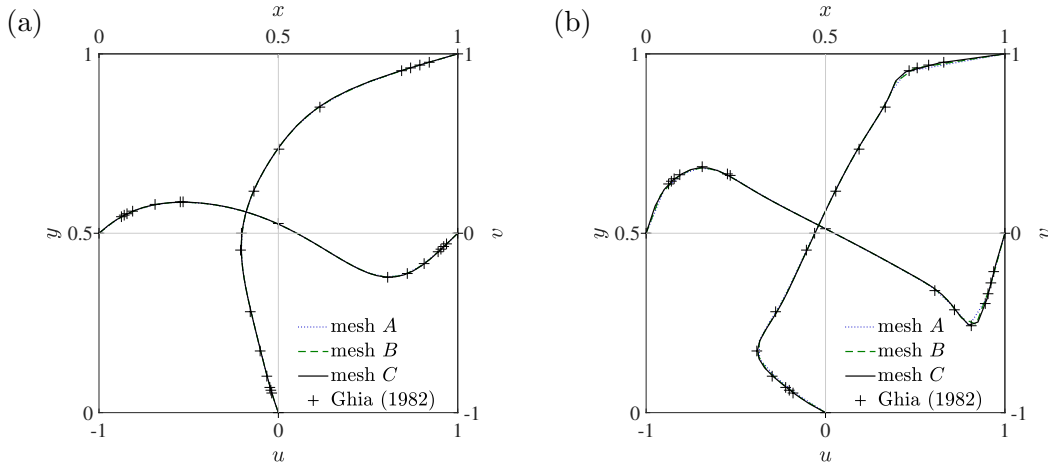 (a)
x
0 0.5 1
1 1
y 0.5 0 v
mesh A
mesh B
mesh C
Ghia (1982)
0 -1
-1 0 1
u
(b)
x
0 0.5 1
1 1
y 0.5 0 v
mesh A
mesh B
mesh C
Ghia (1982)
0 -1
-1 0 1
u